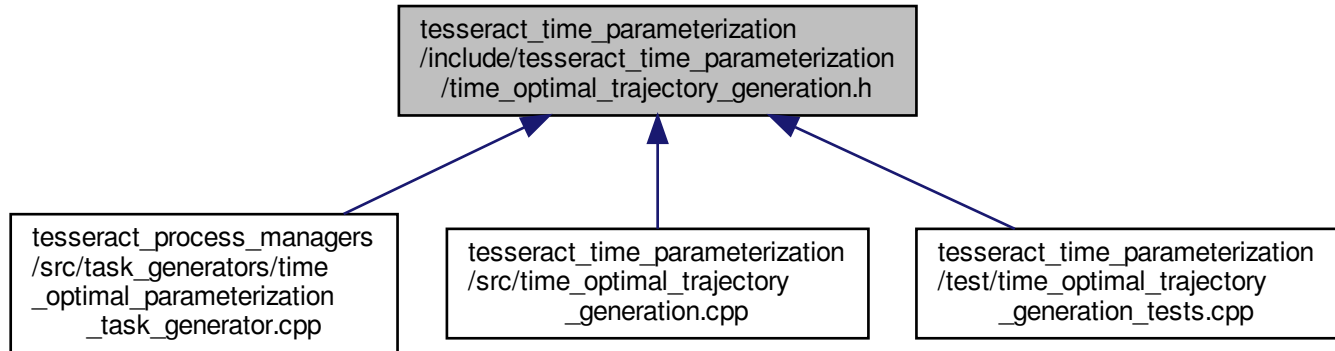 tesseract_time_parameterization
/include/tesseract_time_parameterization
/time_optimal_trajectory_generation.h
tesseract_process_managers
/src/task_generators/time
_optimal_parameterization
_task_generator.cpp
tesseract_time_parameterization
/src/time_optimal_trajectory
_generation.cpp
tesseract_time_parameterization
/test/time_optimal_trajectory
_generation_tests.cpp